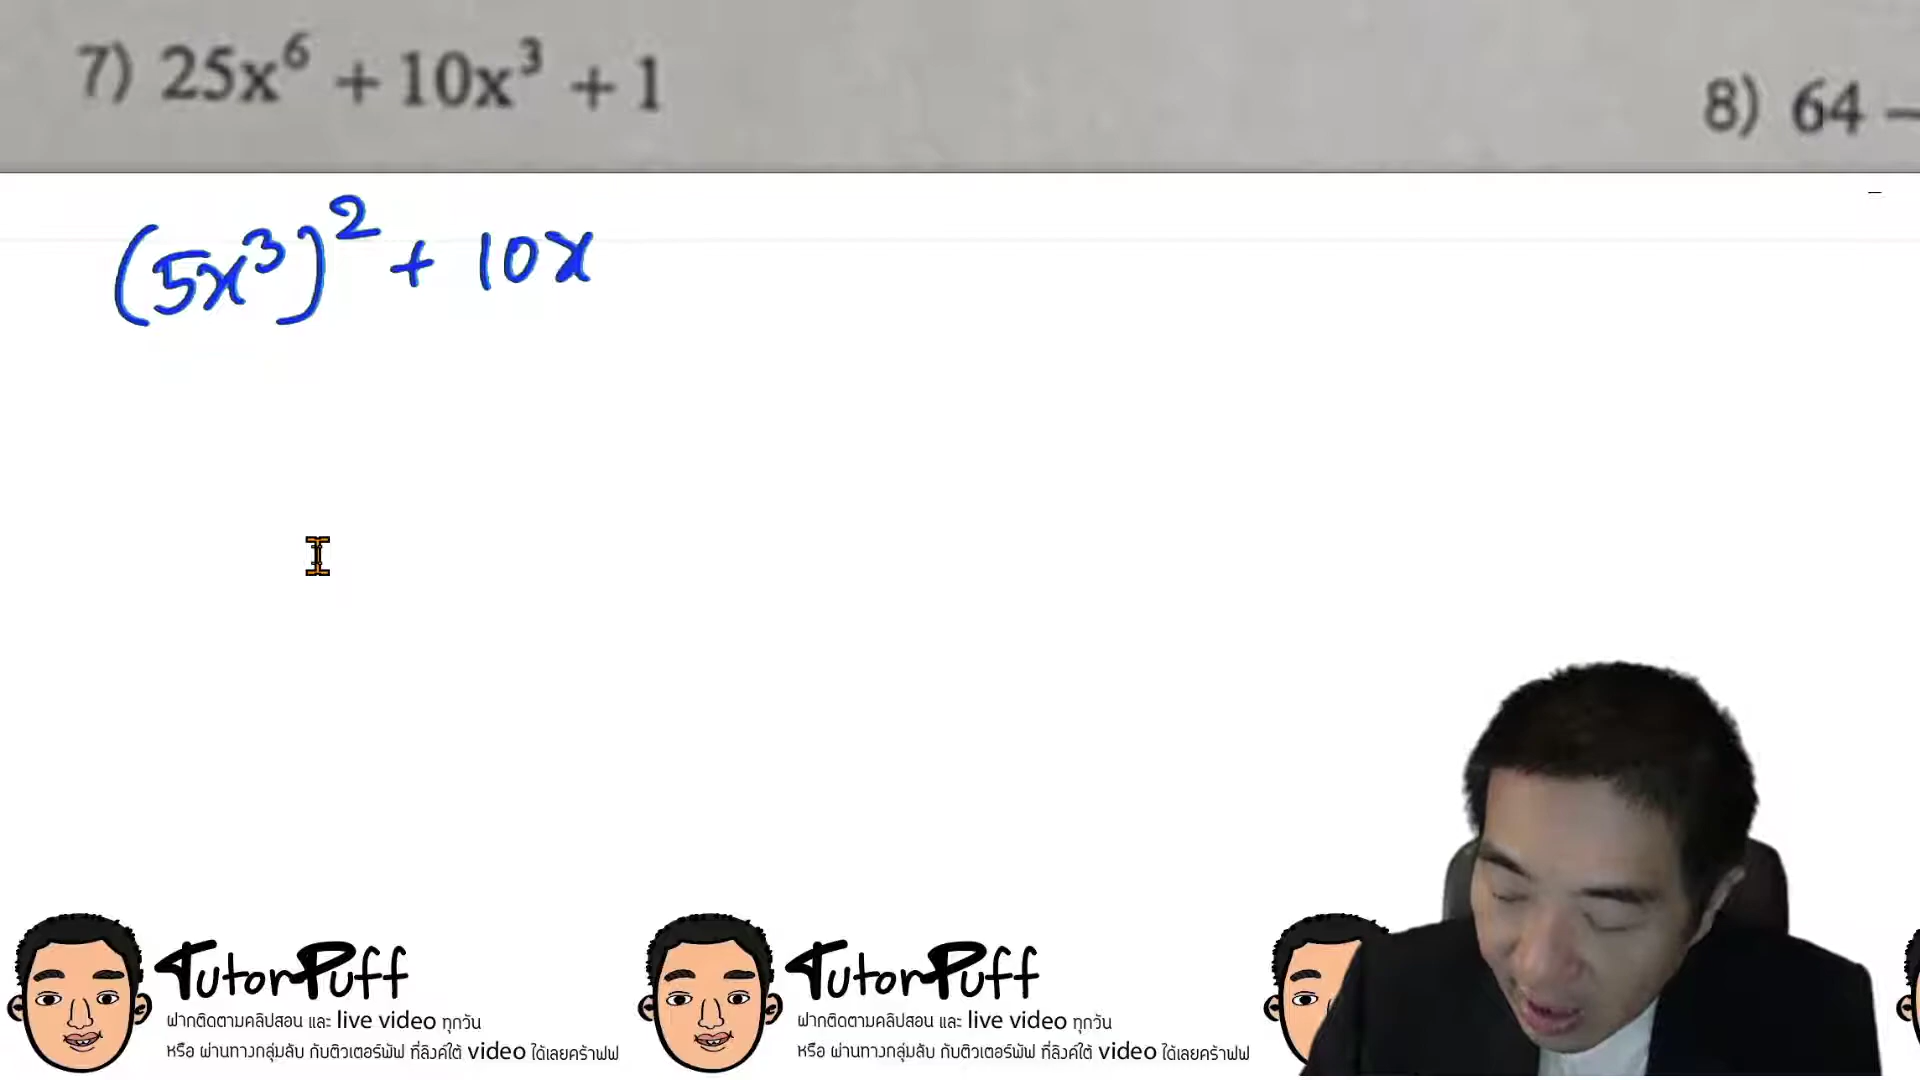 7) 25x⁶ + 10x³ + 1
8) 64 –
(5x³)² + 10x
TutorPuff
ฝากติดตามคลิปสอน และ live video ทุกวัน
หรือ ผ่านทางกลุ่มลับ กับติวเตอร์พัฟ ที่ลิงค์ใต้ video ได้เลยคร้าฟฟ
TutorPuff
ฝากติดตามคลิปสอน และ live video ทุกวัน
หรือ ผ่านทางกลุ่มลับ กับติวเตอร์พัฟ ที่ลิงค์ใต้ video ได้เลยคร้าฟฟ